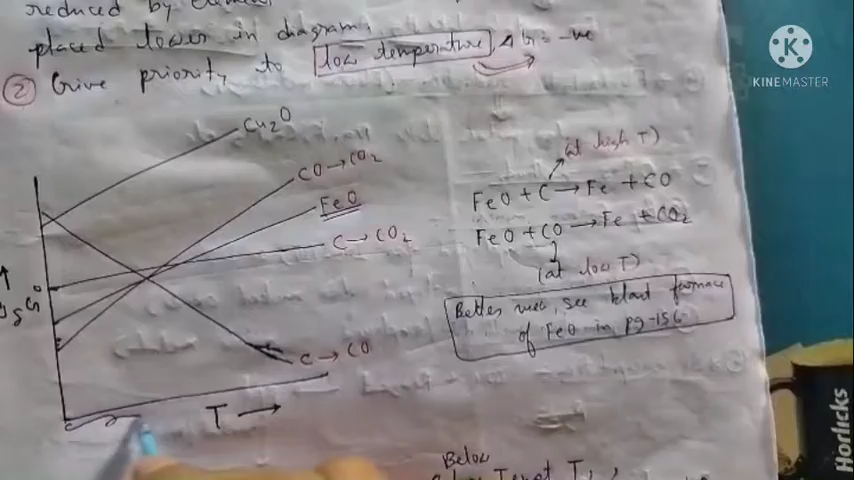 reduced by
placed lower in diagram.
② Give priority to low temperature, ΔG = -ve
K
KINEMASTER
Cu₂O
CO→CO₂
FeO
C→CO₂
C→CO
T →
(at high T)
FeO + C → Fe + CO
FeO + CO → Fe + CO₂
(at low T)
Better see blast furnace
of FeO in pg-156
Horlicks
Below